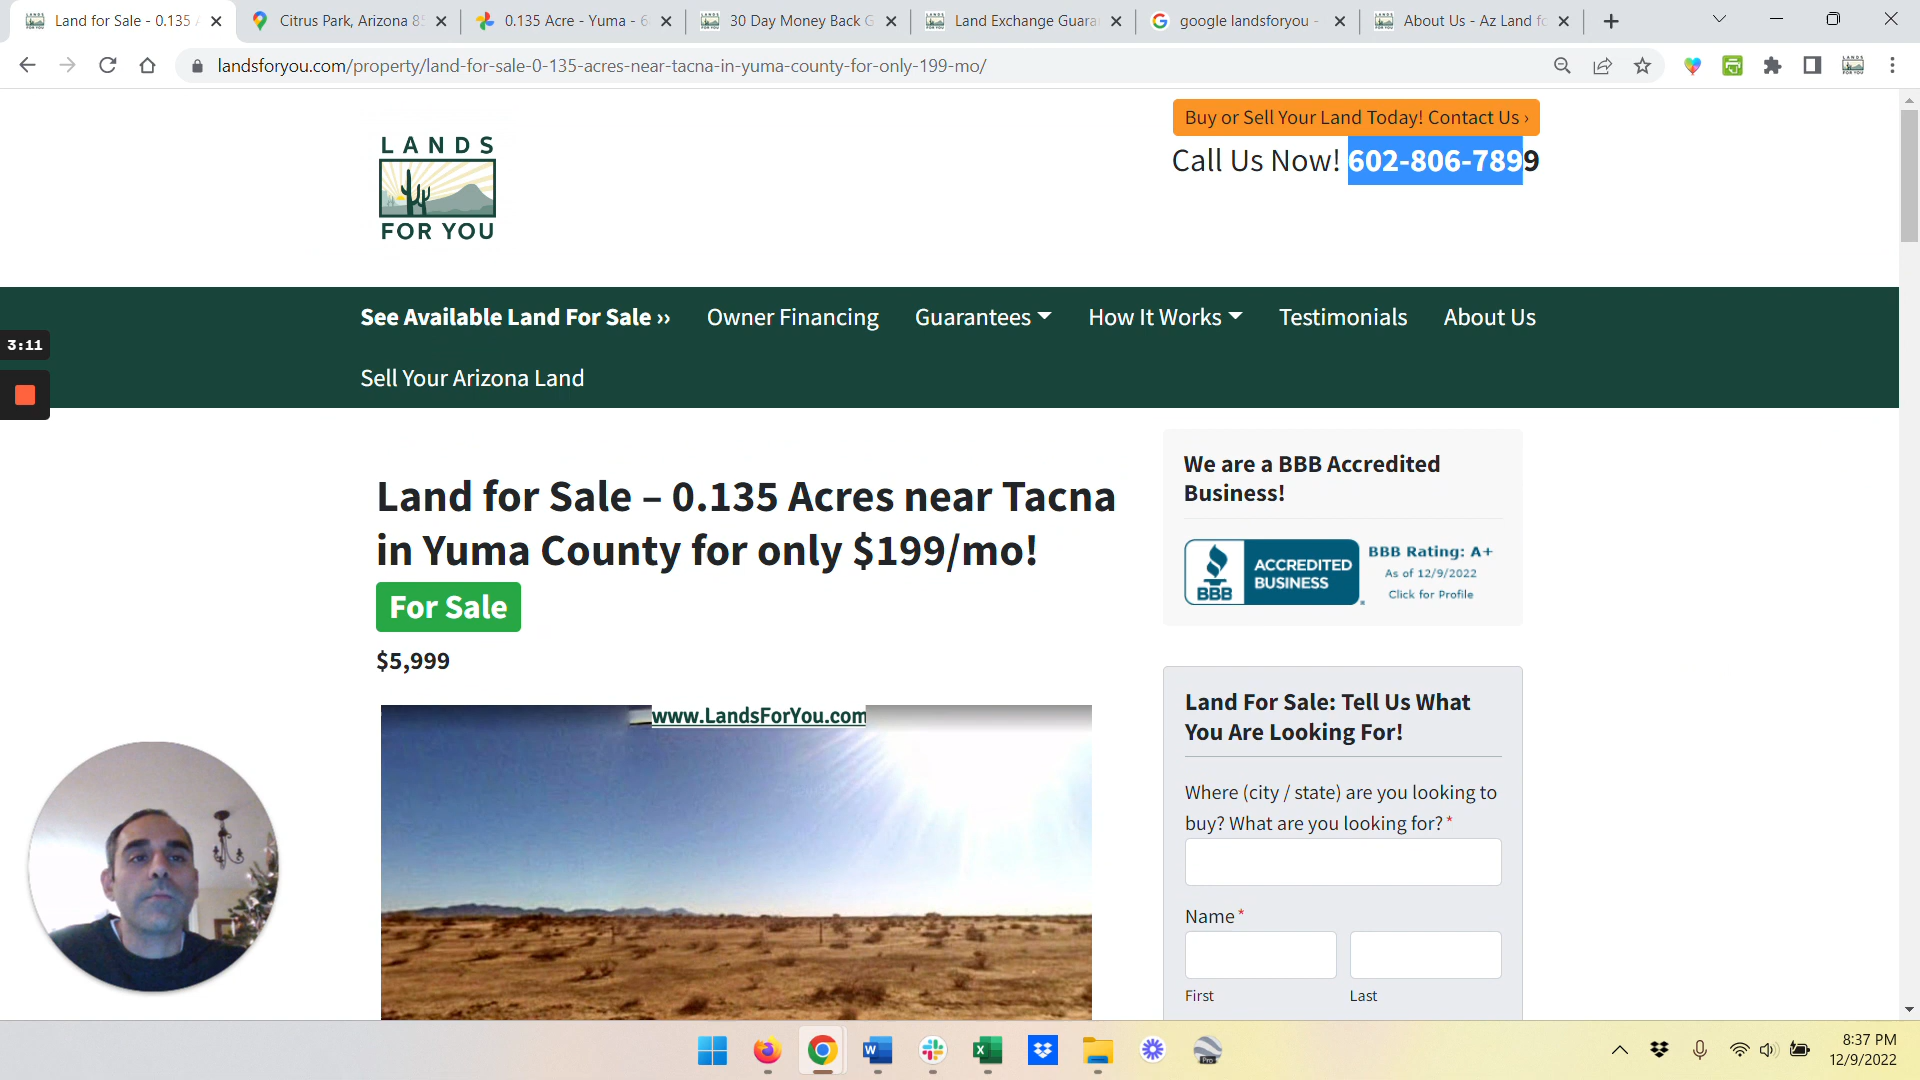 Land for Sale - 0.135 A
Citrus Park, Arizona 85
0.135 Acre - Yuma - 6
30 Day Money Back G
Land Exchange Guara
google landsforyou -
About Us - Az Land fo
landsforyou.com/property/land-for-sale-0-135-acres-near-tacna-in-yuma-county-for-only-199-mo/
LANDS
FOR YOU
Buy or Sell Your Land Today! Contact Us ›
Call Us Now! 602-806-7899
See Available Land For Sale ››
Owner Financing
Guarantees
How It Works
Testimonials
About Us
Sell Your Arizona Land
3:11
Land for Sale – 0.135 Acres near Tacna
in Yuma County for only $199/mo!
For Sale
$5,999
www.LandsForYou.com
We are a BBB Accredited
Business!
BBB
ACCREDITED
BUSINESS
BBB Rating: A+
As of 12/9/2022
Click for Profile
Land For Sale: Tell Us What
You Are Looking For!
Where (city / state) are you looking to
buy? What are you looking for?*
Name*
First
Last
8:37 PM
12/9/2022